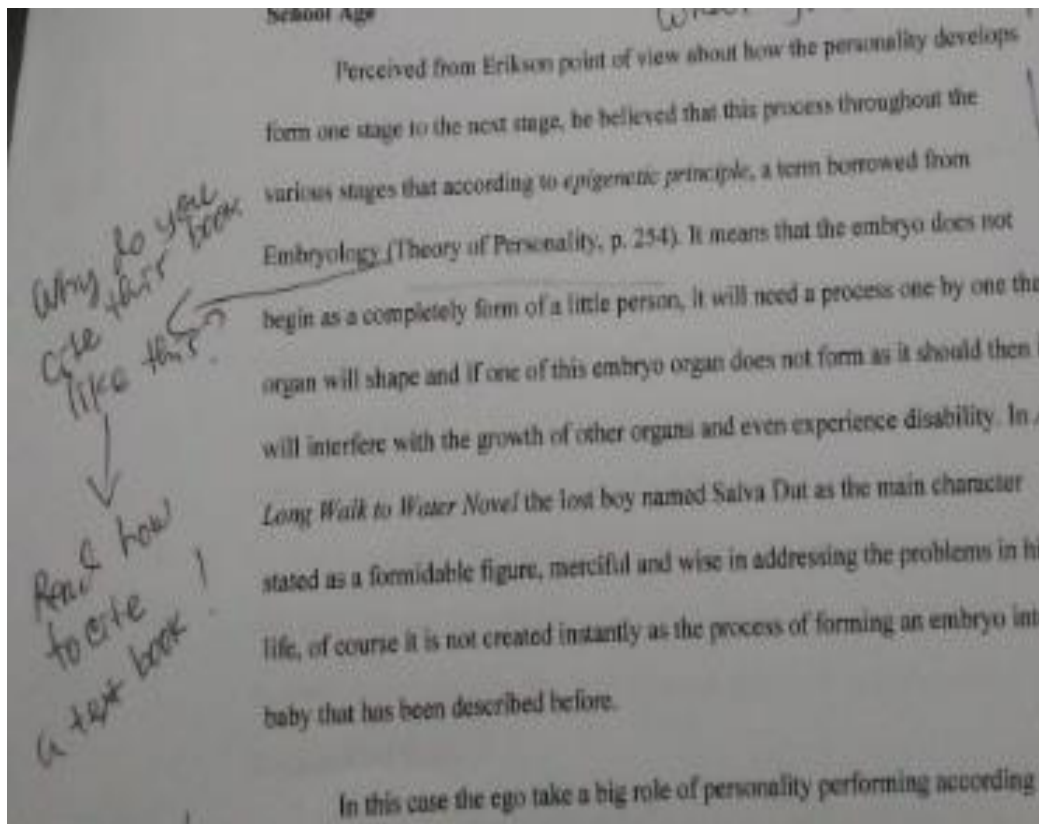 School Age
What
Perceived from Erikson point of view about how the personality develops
form one stage to the next stage, he believed that this process throughout the
various stages that according to epigenetic principle, a term borrowed from
Embryology (Theory of Personality, p. 254). It means that the embryo does not
begin as a completely form of a little person, it will need a process one by one the
organ will shape and if one of this embryo organ does not form as it should then
will interfere with the growth of other organs and even experience disability. In
Long Walk to Water Novel the lost boy named Salva Dut as the main character
stated as a formidable figure, merciful and wise in addressing the problems in
life, of course it is not created instantly as the process of forming an embryo
baby that has been described before.
In this case the ego take a big role of personality performing according
Why do you
cite this book
like this?
Read how
to cite
a text book!